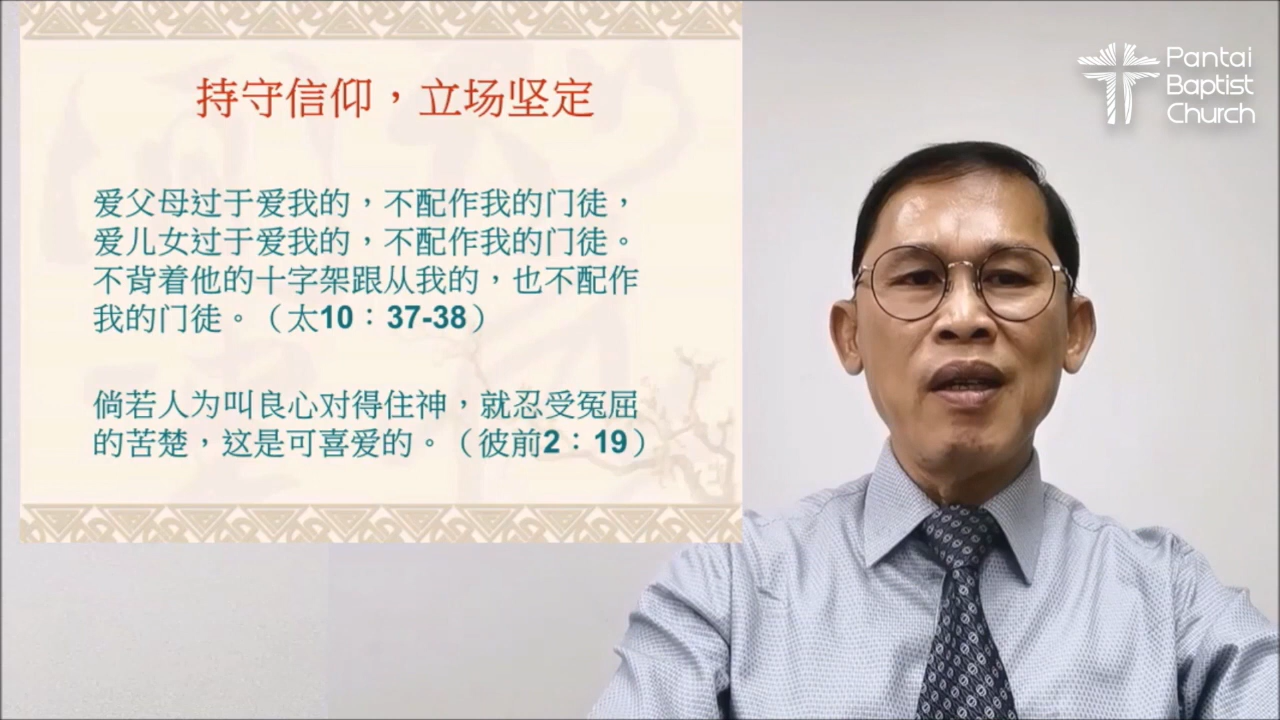 持守信仰，立场坚定
爱父母过于爱我的，不配作我的门徒，
爱儿女过于爱我的，不配作我的门徒。
不背着他的十字架跟从我的，也不配作
我的门徒。（太10：37-38）
倘若人为叫良心对得住神，就忍受冤屈
的苦楚，这是可喜爱的。（彼前2：19）
Pantai
Baptist
Church